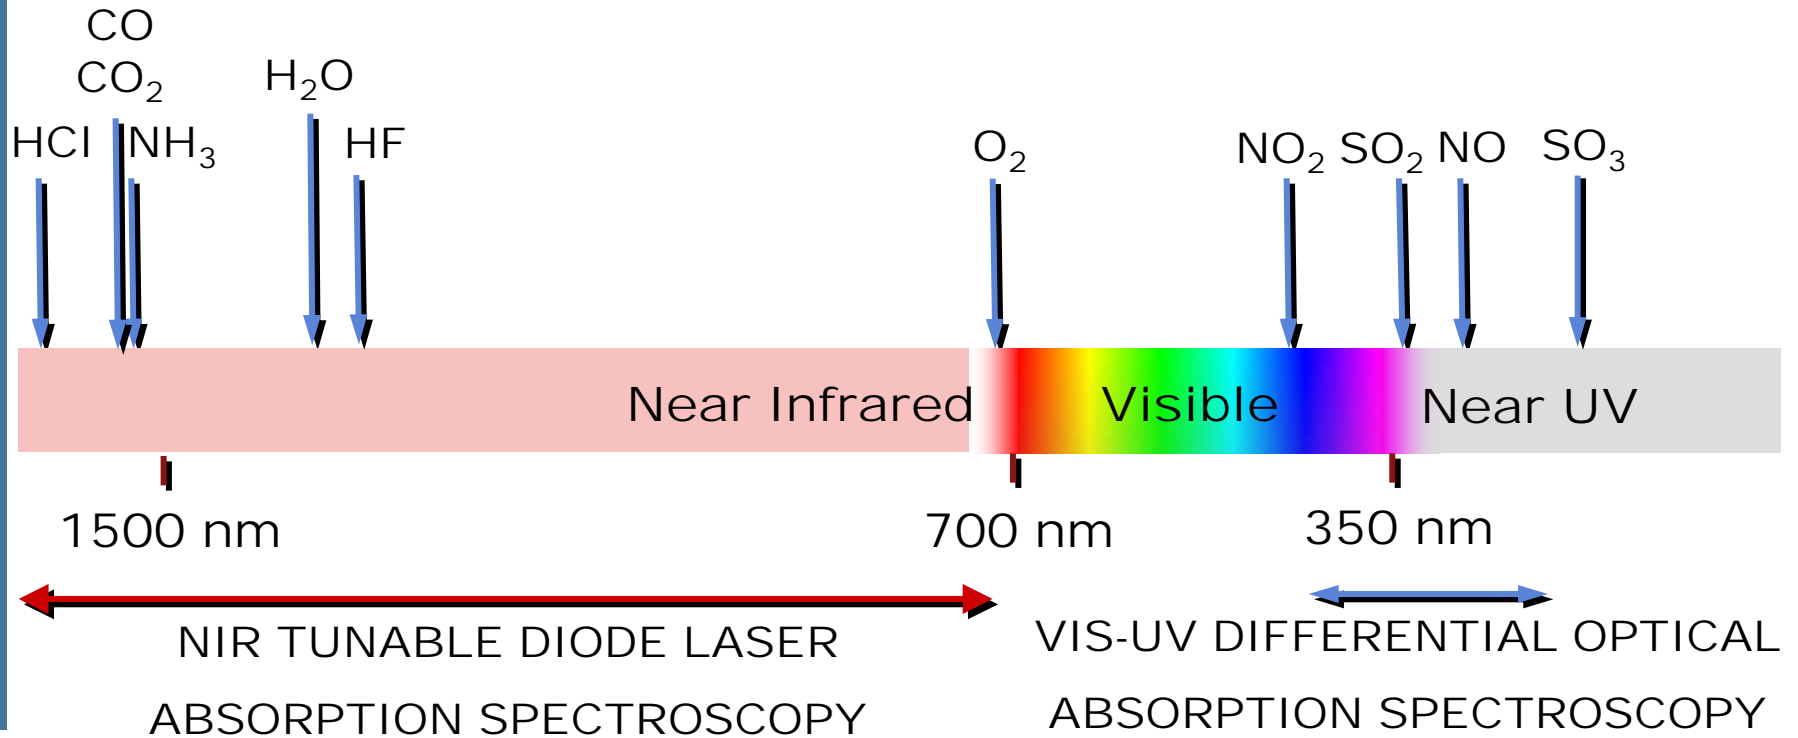 CO
CO₂
H₂O
HCl
NH₃
HF
O₂
NO₂
SO₂
NO
SO₃
Near Infrared
Visible
Near UV
1500 nm
700 nm
350 nm
NIR TUNABLE DIODE LASER
ABSORPTION SPECTROSCOPY
VIS-UV DIFFERENTIAL OPTICAL
ABSORPTION SPECTROSCOPY